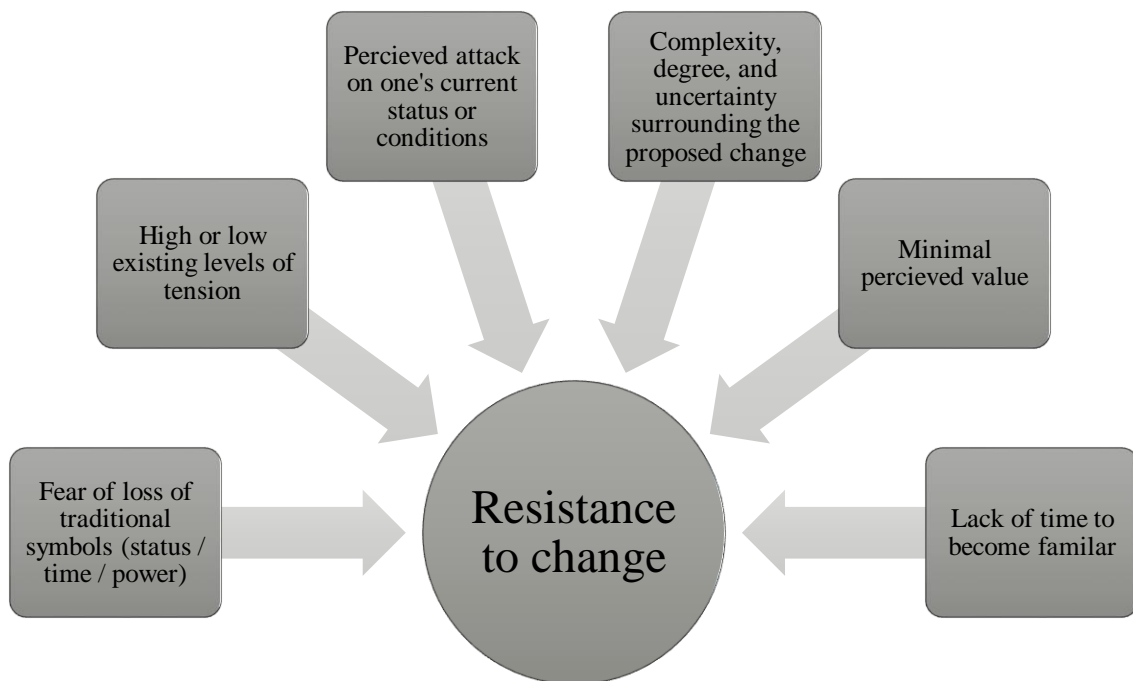 Percieved attack
on one's current
status or
conditions
Complexity,
degree, and
uncertainty
surrounding the
proposed change
High or low
existing levels of
tension
Minimal
percieved value
Fear of loss of
traditional
symbols (status /
time / power)
Resistance
to change
Lack of time to
become familar